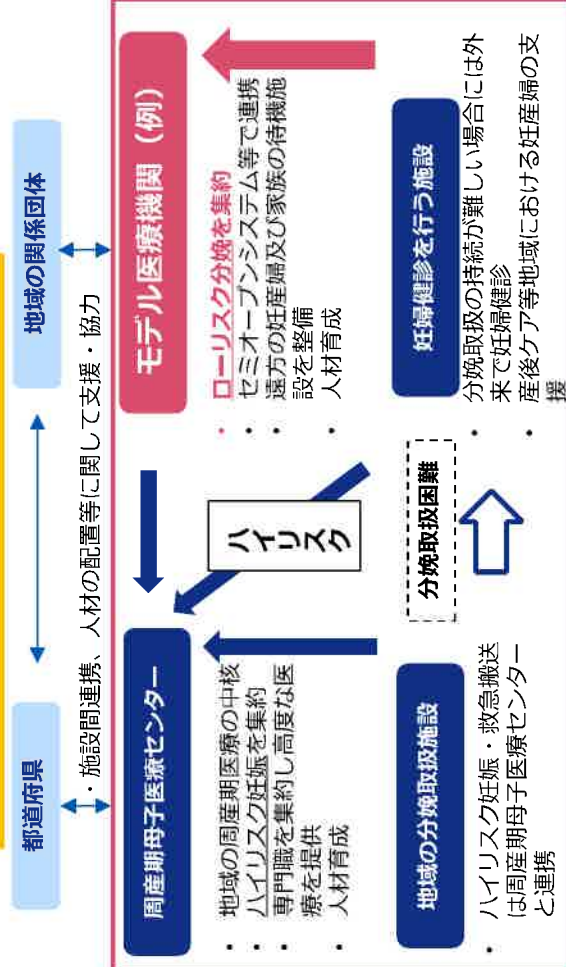 都道府県
地域の関係団体
・施設間連携、人材の配置等に関して支援・協力
周産期母子医療センター
• 地域の周産期医療の中核
• ハイリスク妊娠を集約
• 専門職を集約し高度な医
療を提供
• 人材育成
モデル医療機関（例）
• ローリスク分娩を集約
• セミオープンシステム等で連携
• 遠方の妊産婦及び家族の待機施
設を整備
• 人材育成
ハイリスク
地域の分娩取扱施設
• ハイリスク妊娠・救急搬送
は周産期母子医療センター
と連携
分娩取扱困難
妊婦健診を行う施設
• 分娩取扱の持続が難しい場合には外
来で妊婦健診
• 産後ケア等地域における妊産婦の支
援